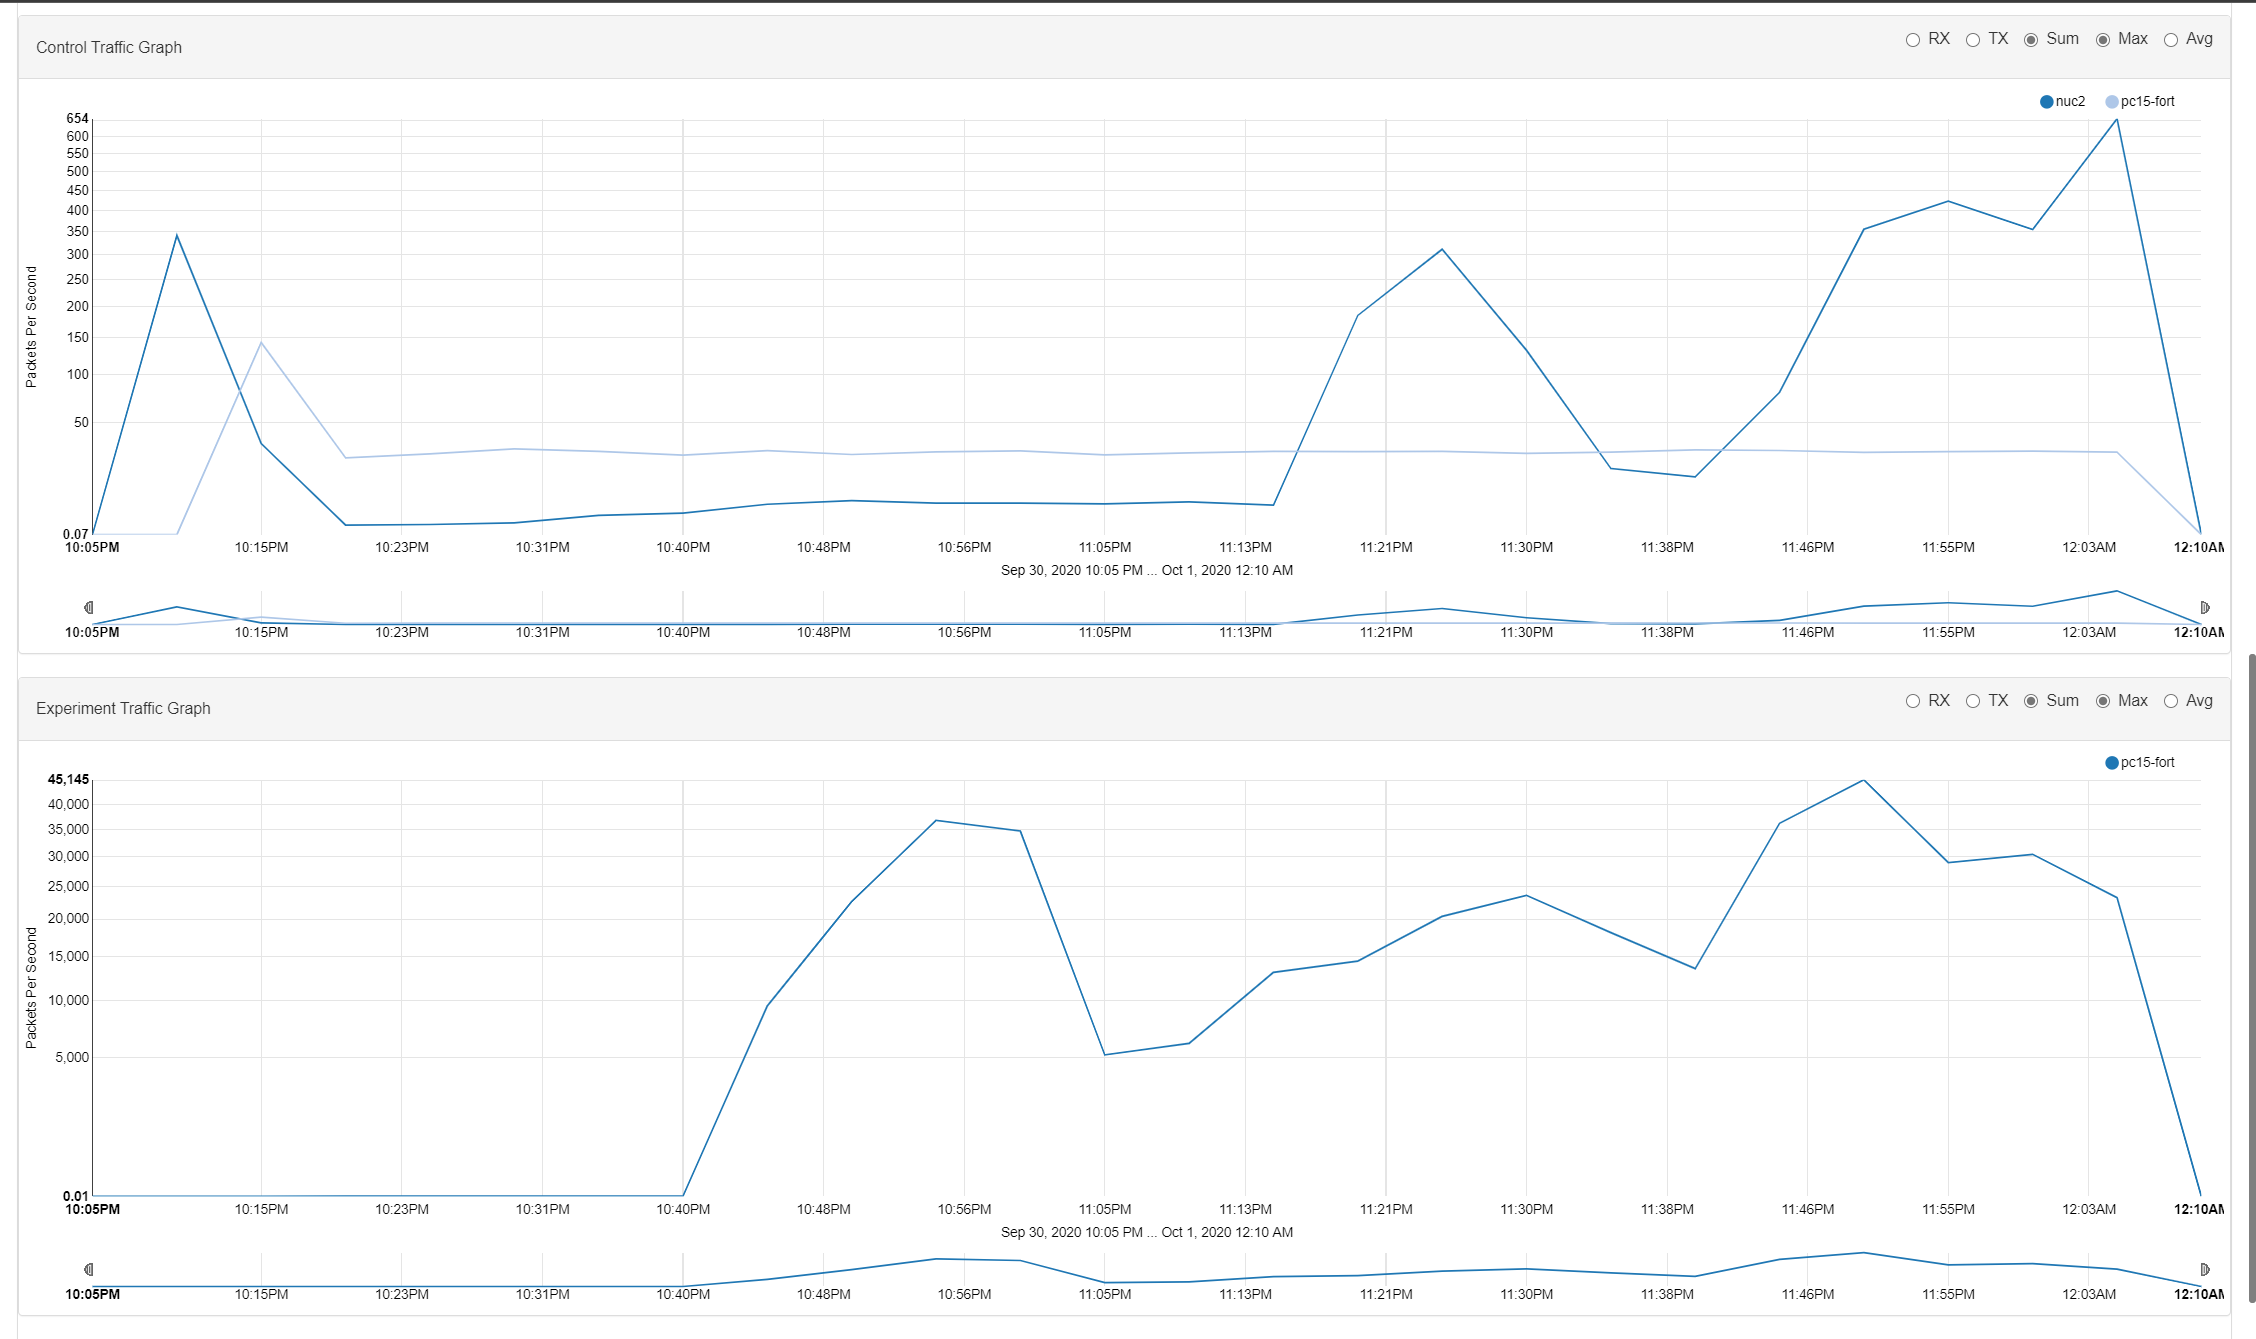 Control Traffic Graph
RX TX Sum Max Avg
nuc2 pc15-fort
Packets Per Second
654
600
550
500
450
400
350
300
250
200
150
100
50
0.07
10:05PM 10:15PM 10:23PM 10:31PM 10:40PM 10:48PM 10:56PM 11:05PM 11:13PM 11:21PM 11:30PM 11:38PM 11:46PM 11:55PM 12:03AM 12:10AM
Sep 30, 2020 10:05 PM ... Oct 1, 2020 12:10 AM
10:05PM 10:15PM 10:23PM 10:31PM 10:40PM 10:48PM 10:56PM 11:05PM 11:13PM 11:21PM 11:30PM 11:38PM 11:46PM 11:55PM 12:03AM 12:10AM
Experiment Traffic Graph
RX TX Sum Max Avg
pc15-fort
Packets Per Second
45,145
40,000
35,000
30,000
25,000
20,000
15,000
10,000
5,000
0.01
10:05PM 10:15PM 10:23PM 10:31PM 10:40PM 10:48PM 10:56PM 11:05PM 11:13PM 11:21PM 11:30PM 11:38PM 11:46PM 11:55PM 12:03AM 12:10AM
Sep 30, 2020 10:05 PM ... Oct 1, 2020 12:10 AM
10:05PM 10:15PM 10:23PM 10:31PM 10:40PM 10:48PM 10:56PM 11:05PM 11:13PM 11:21PM 11:30PM 11:38PM 11:46PM 11:55PM 12:03AM 12:10AM